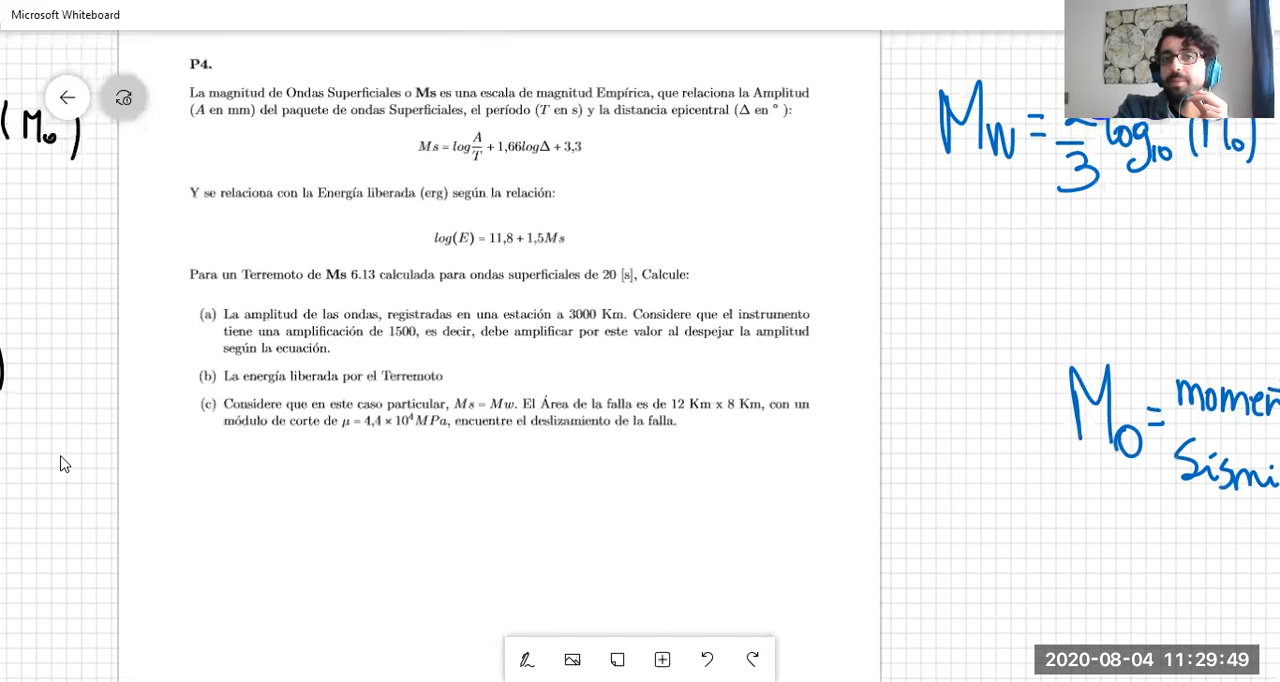 Microsoft Whiteboard
P4.
La magnitud de Ondas Superficiales o Ms es una escala de magnitud Empírica, que relaciona la Amplitud
(A en mm) del paquete de ondas Superficiales, el período (T en s) y la distancia epicentral (Δ en ° ):
Ms = log A/T + 1,66logΔ + 3,3
Y se relaciona con la Energía liberada (erg) según la relación:
log(E) = 11,8 + 1,5Ms
Para un Terremoto de Ms 6.13 calculada para ondas superficiales de 20 [s], Calcule:
(a) La amplitud de las ondas, registradas en una estación a 3000 Km. Considere que el instrumento
tiene una amplificación de 1500, es decir, debe amplificar por este valor al despejar la amplitud
según la ecuación.
(b) La energía liberada por el Terremoto
(c) Considere que en este caso particular, Ms = Mw. El Área de la falla es de 12 Km x 8 Km, con un
módulo de corte de μ = 4,4 × 10⁴MPa, encuentre el deslizamiento de la falla.
(M₀)
)
M_W = 2/3 log₁₀ (M₀)
M₀ = momen
Sísmi
2020-08-04 11:29:49